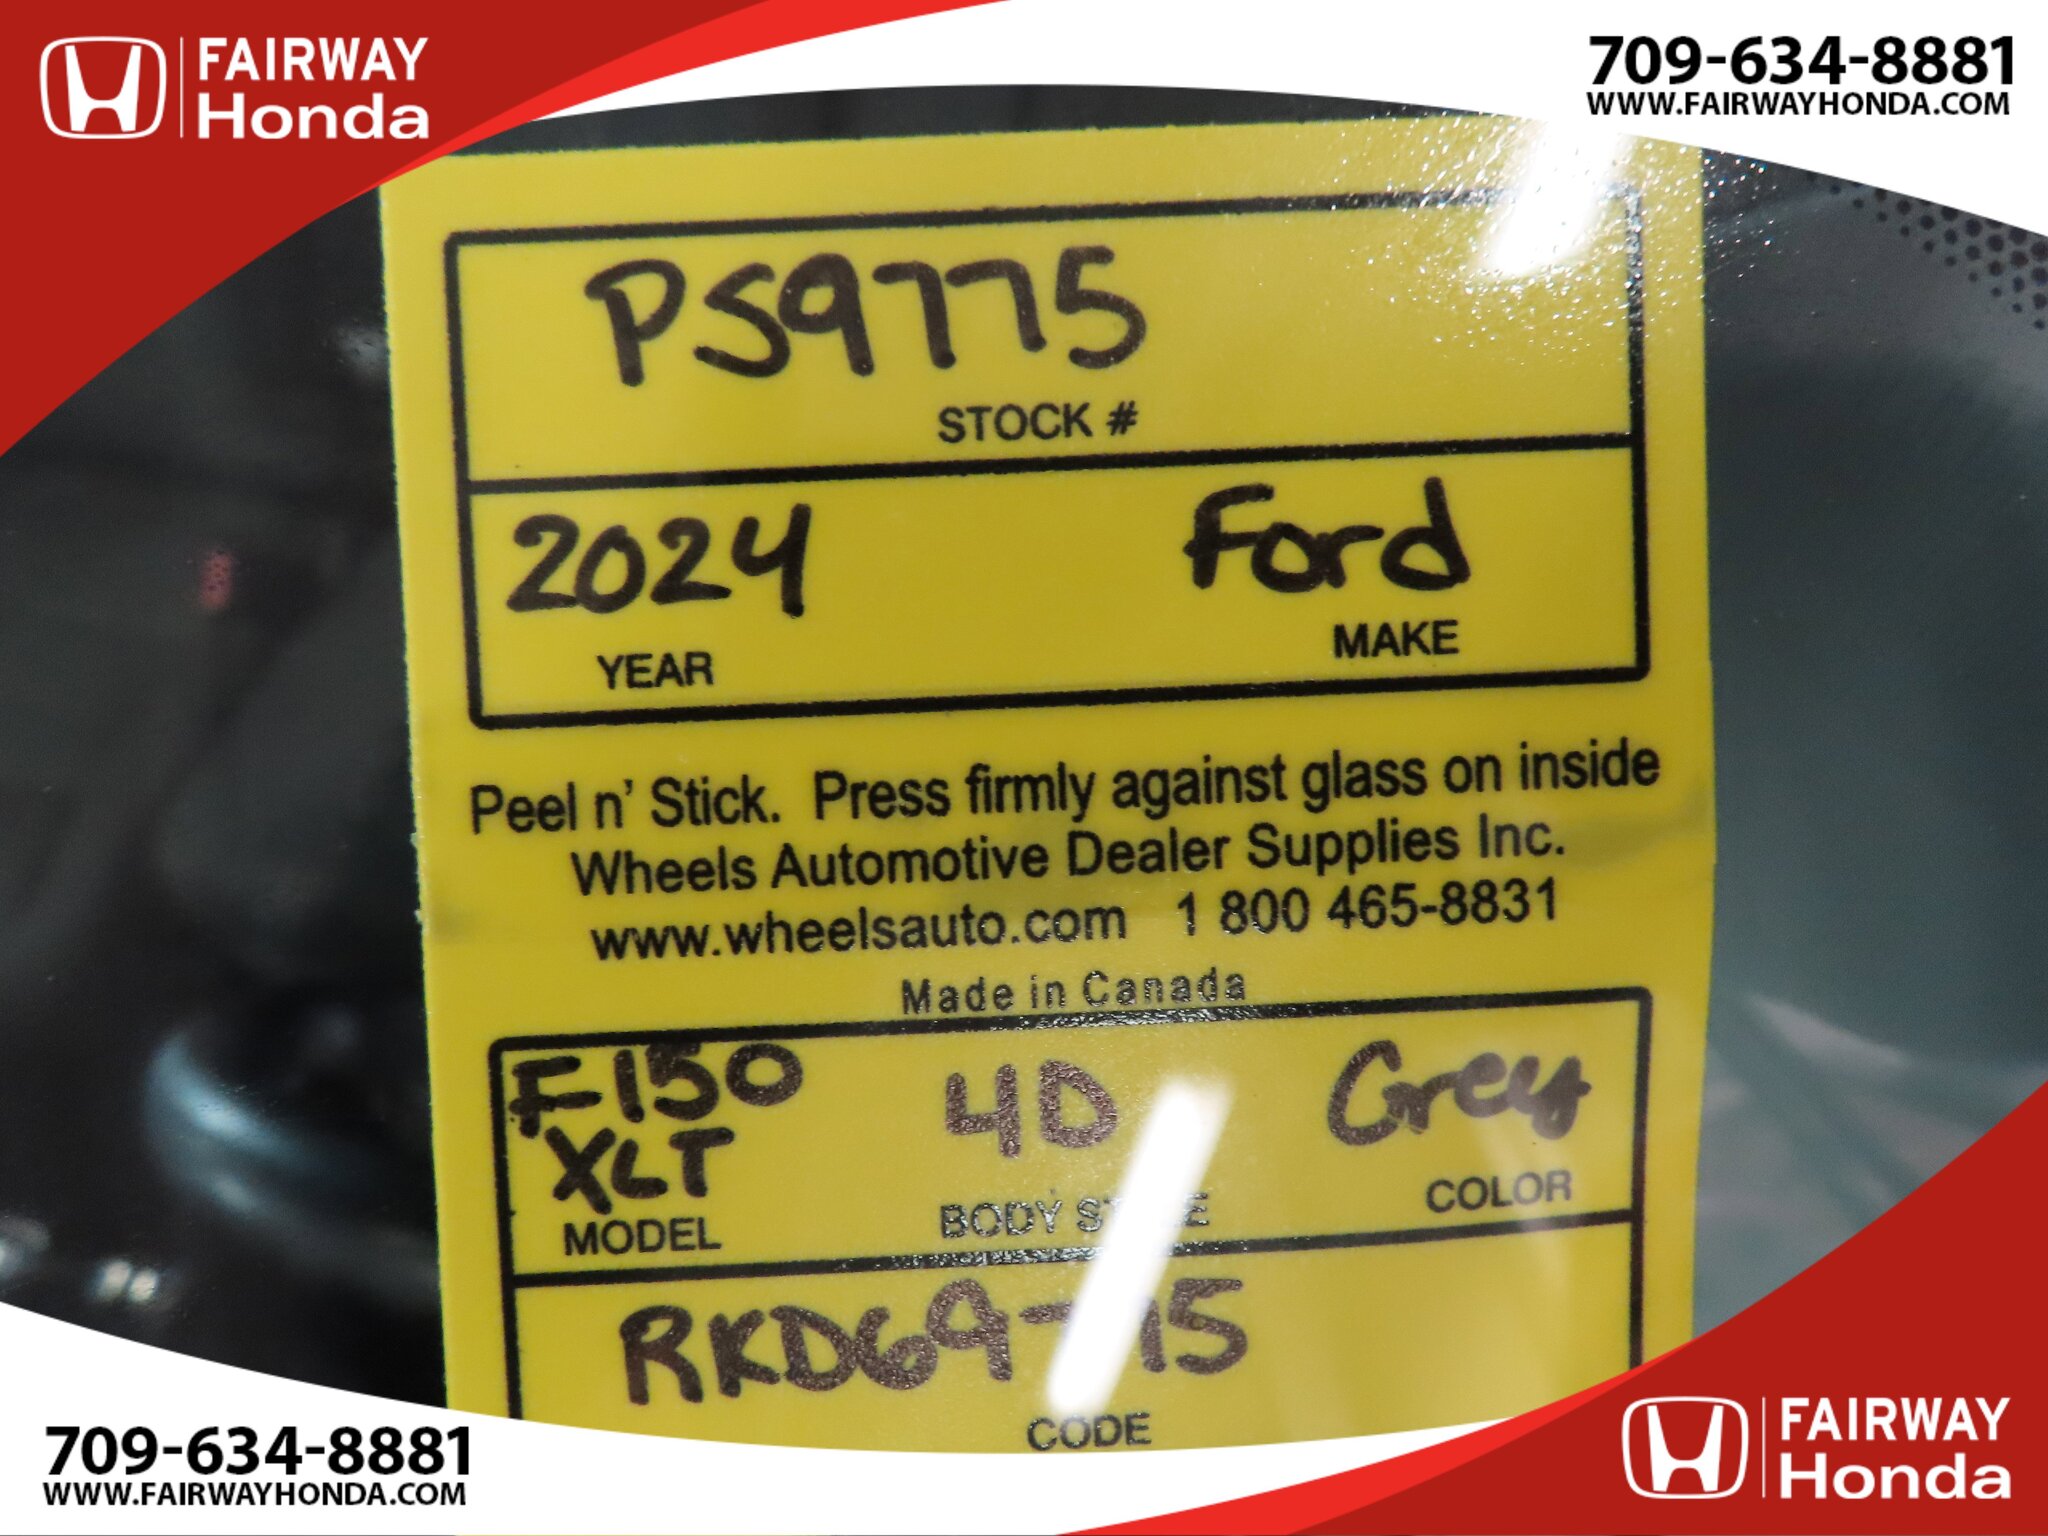 FAIRWAY
Honda
709-634-8881
WWW.FAIRWAYHONDA.COM
PS9775
STOCK #
2024 Ford
YEAR MAKE
Peel n' Stick. Press firmly against glass on inside
Wheels Automotive Dealer Supplies Inc.
www.wheelsauto.com 1 800 465-8831
Made in Canada
F150 4D Grey
XLT
MODEL BODY COLOR
CODE
709-634-8881
WWW.FAIRWAYHONDA.COM
FAIRWAY
Honda